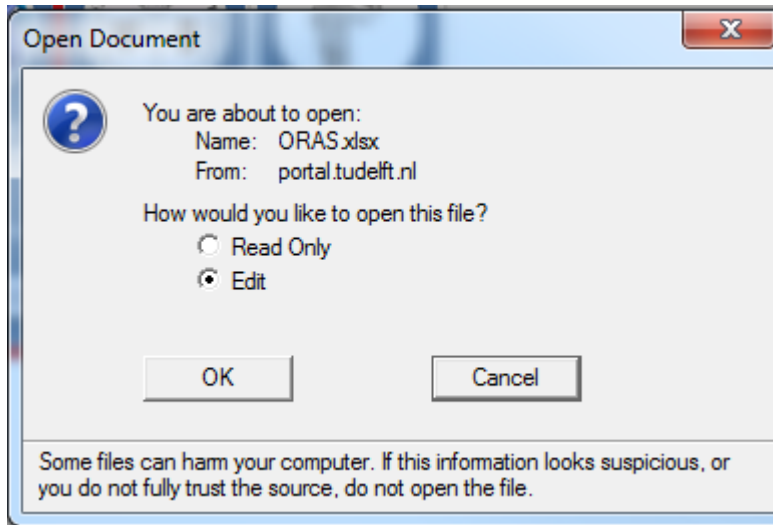 Open Document
You are about to open:
Name: ORAS.xlsx
From: portal.tudelft.nl
How would you like to open this file?
Read Only
Edit
OK Cancel
Some files can harm your computer. If this information looks suspicious, or
you do not fully trust the source, do not open the file.